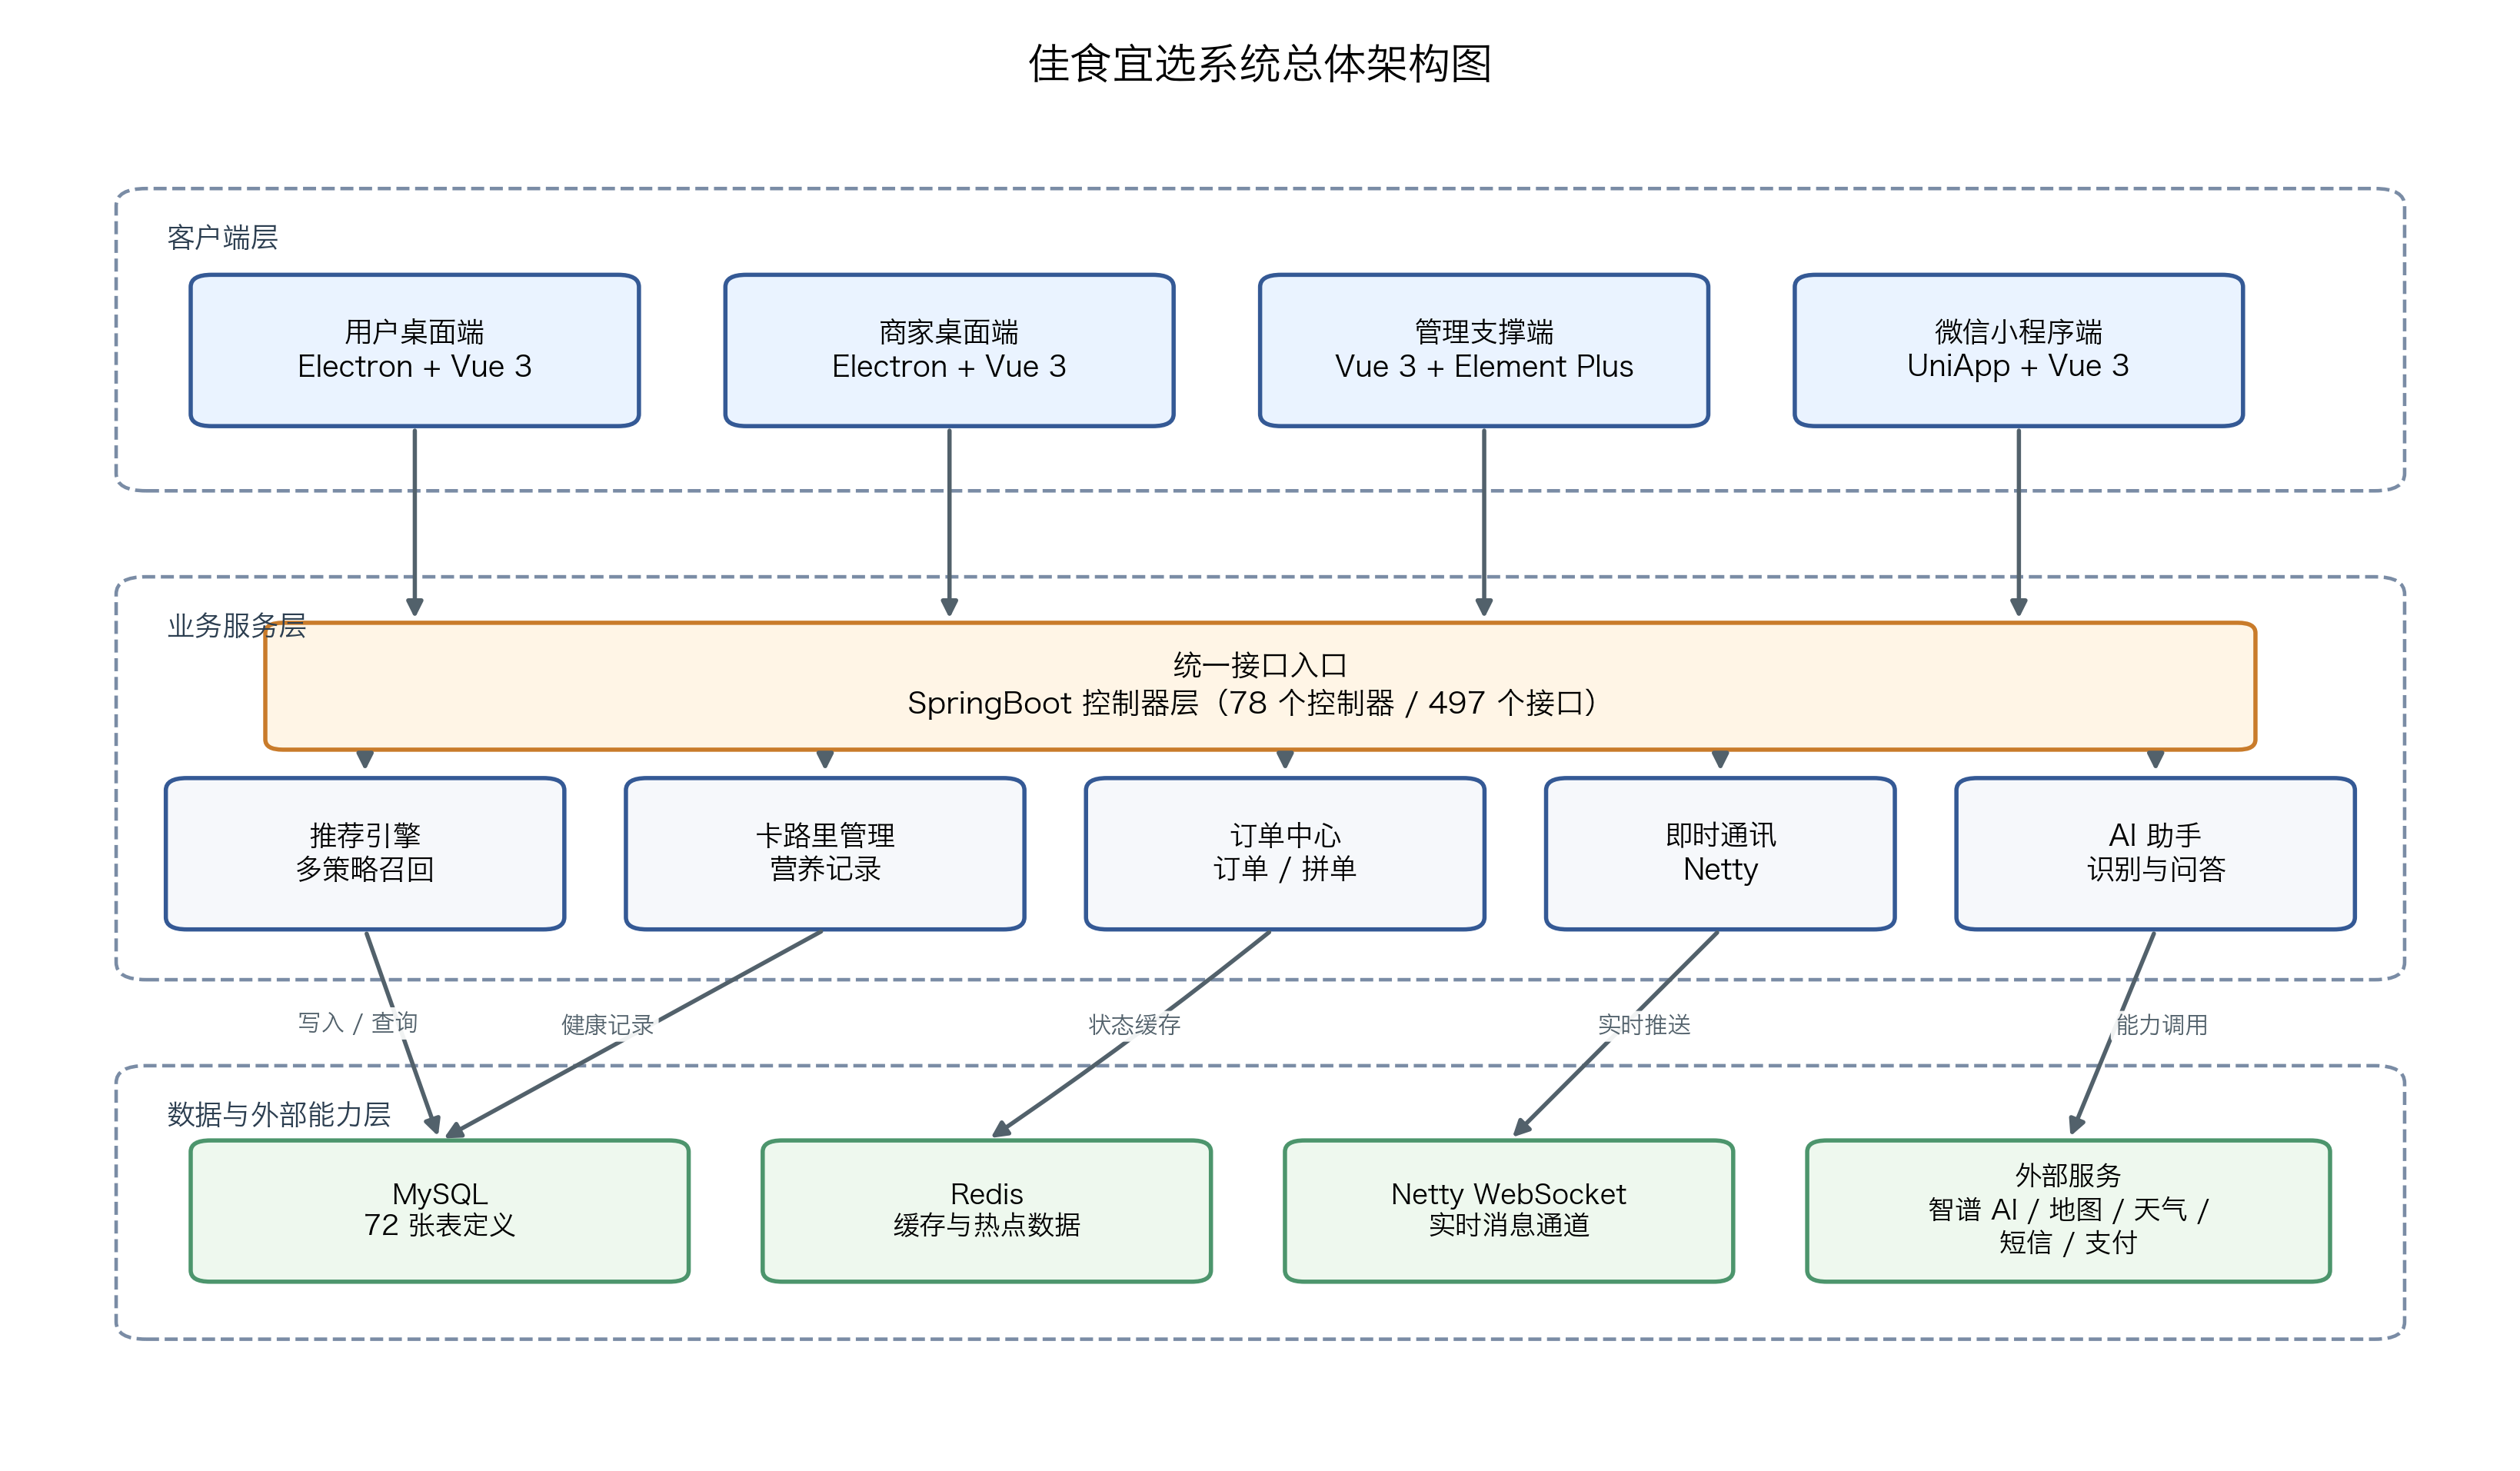 佳食宜选系统总体架构图
客户端层
用户桌面端
Electron + Vue 3
商家桌面端
Electron + Vue 3
管理支撑端
Vue 3 + Element Plus
微信小程序端
UniApp + Vue 3
业务服务层
统一接口入口
SpringBoot 控制器层（78 个控制器 / 497 个接口）
推荐引擎
多策略召回
卡路里管理
营养记录
订单中心
订单 / 拼单
即时通讯
Netty
AI 助手
识别与问答
写入 / 查询
健康记录
状态缓存
实时推送
能力调用
数据与外部能力层
MySQL
72 张表定义
Redis
缓存与热点数据
Netty WebSocket
实时消息通道
外部服务
智谱 AI / 地图 / 天气 /
短信 / 支付